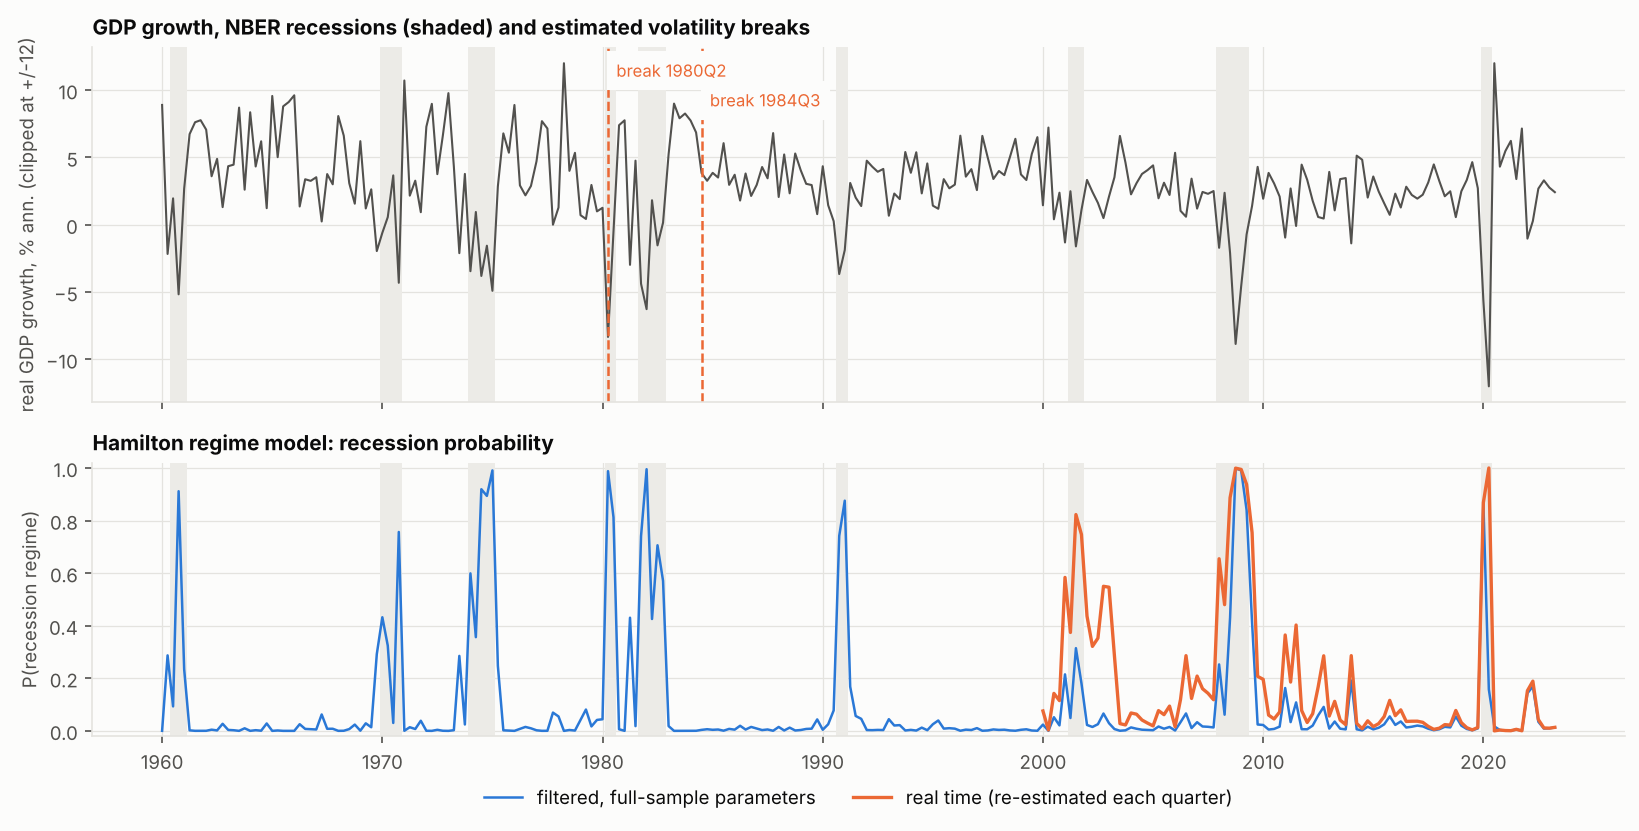 GDP growth, NBER recessions (shaded) and estimated volatility breaks
real GDP growth, % ann. (clipped at +/-12)
10
5
0
−5
−10
break 1980Q2
break 1984Q3
Hamilton regime model: recession probability
P(recession regime)
1.0
0.8
0.6
0.4
0.2
0.0
1960
1970
1980
1990
2000
2010
2020
filtered, full-sample parameters
real time (re-estimated each quarter)